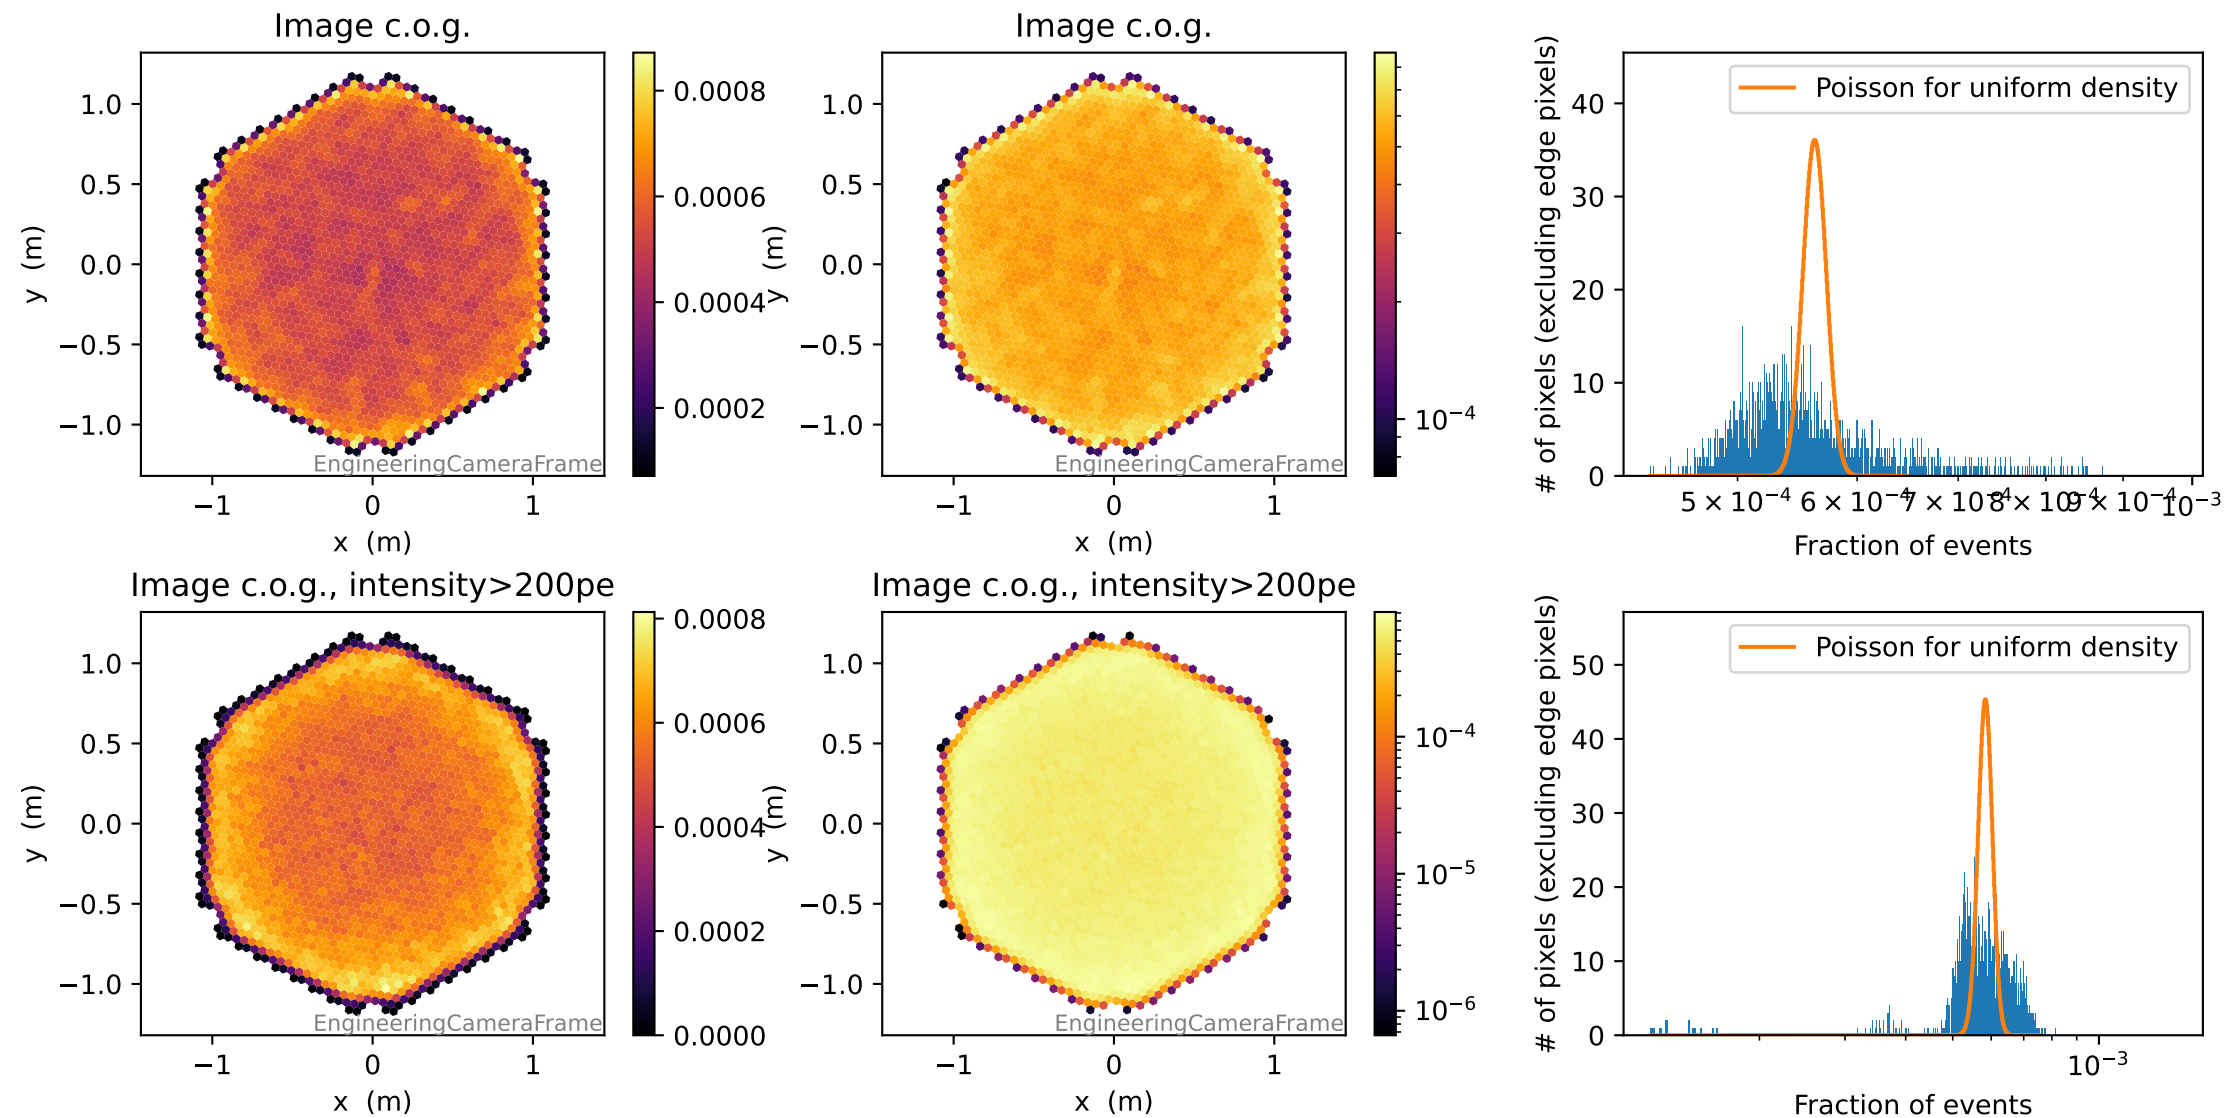 Image c.o.g.
y (m)
1.0
0.5
0.0
−0.5
−1.0
−1
0
1
x (m)
EngineeringCameraFrame
0.0008
0.0006
0.0004
0.0002
Image c.o.g.
y (m)
1.0
0.5
0.0
−0.5
−1.0
−1
0
1
x (m)
EngineeringCameraFrame
10⁻⁴
# of pixels (excluding edge pixels)
40
30
20
10
0
Poisson for uniform density
5 × 10⁻⁴
6 × 10⁻⁴
7 × 10⁻⁴
8 × 10⁻⁴
9 × 10⁻⁴
10⁻³
Fraction of events
Image c.o.g., intensity>200pe
y (m)
1.0
0.5
0.0
−0.5
−1.0
−1
0
1
x (m)
EngineeringCameraFrame
0.0008
0.0006
0.0004
0.0002
0.0000
Image c.o.g., intensity>200pe
y (m)
1.0
0.5
0.0
−0.5
−1.0
−1
0
1
x (m)
EngineeringCameraFrame
10⁻⁴
10⁻⁵
10⁻⁶
# of pixels (excluding edge pixels)
50
40
30
20
10
0
Poisson for uniform density
10⁻³
Fraction of events